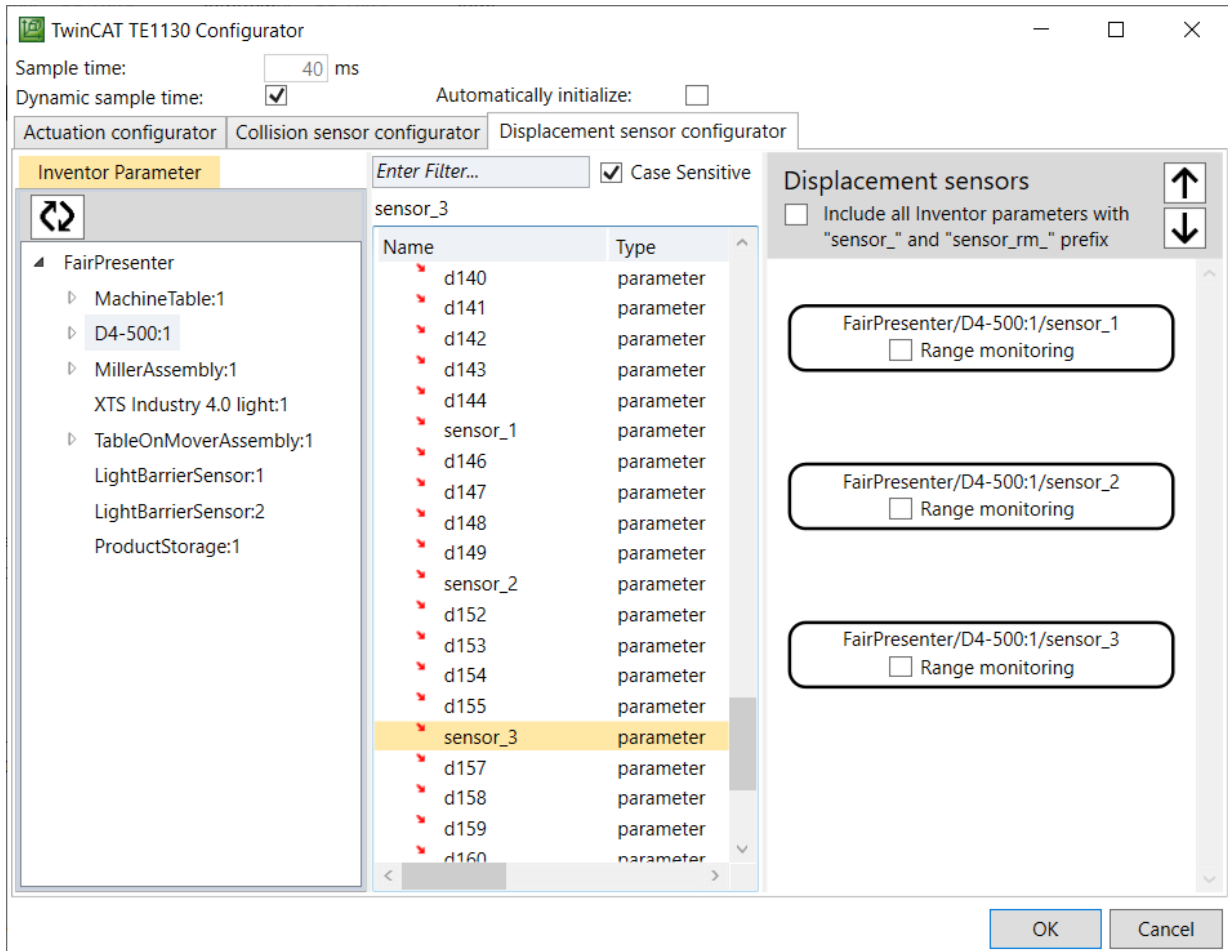 TwinCAT TE1130 Configurator
Sample time: 40 ms
Dynamic sample time: Automatically initialize:
Actuation configurator Collision sensor configurator Displacement sensor configurator
Inventor Parameter
FairPresenter
MachineTable:1
D4-500:1
MillerAssembly:1
XTS Industry 4.0 light:1
TableOnMoverAssembly:1
LightBarrierSensor:1
LightBarrierSensor:2
ProductStorage:1
Enter Filter... Case Sensitive
sensor_3
Name Type
d140 parameter
d141 parameter
d142 parameter
d143 parameter
d144 parameter
sensor_1 parameter
d146 parameter
d147 parameter
d148 parameter
d149 parameter
sensor_2 parameter
d152 parameter
d153 parameter
d154 parameter
d155 parameter
sensor_3 parameter
d157 parameter
d158 parameter
d159 parameter
d160 parameter
Displacement sensors
Include all Inventor parameters with
"sensor_" and "sensor_rm_" prefix
FairPresenter/D4-500:1/sensor_1
Range monitoring
FairPresenter/D4-500:1/sensor_2
Range monitoring
FairPresenter/D4-500:1/sensor_3
Range monitoring
OK Cancel